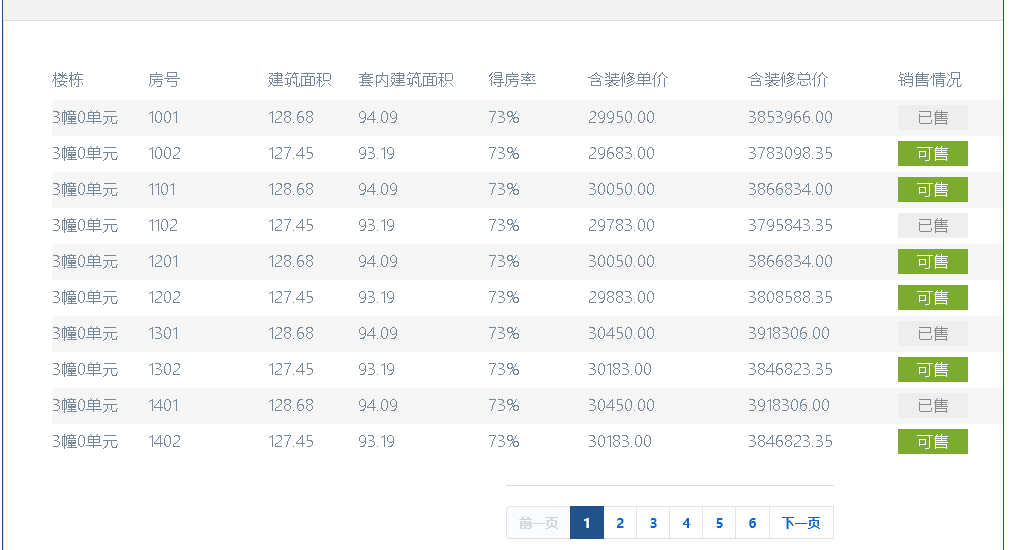 楼栋 房号 建筑面积 套内建筑面积 得房率 含装修单价 含装修总价 销售情况
3幢0单元 1001 128.68 94.09 73% 29950.00 3853966.00 已售
3幢0单元 1002 127.45 93.19 73% 29683.00 3783098.35 可售
3幢0单元 1101 128.68 94.09 73% 30050.00 3866834.00 可售
3幢0单元 1102 127.45 93.19 73% 29783.00 3795843.35 已售
3幢0单元 1201 128.68 94.09 73% 30050.00 3866834.00 可售
3幢0单元 1202 127.45 93.19 73% 29883.00 3808588.35 可售
3幢0单元 1301 128.68 94.09 73% 30450.00 3918306.00 已售
3幢0单元 1302 127.45 93.19 73% 30183.00 3846823.35 可售
3幢0单元 1401 128.68 94.09 73% 30450.00 3918306.00 已售
3幢0单元 1402 127.45 93.19 73% 30183.00 3846823.35 可售
前一页 1 2 3 4 5 6 下一页